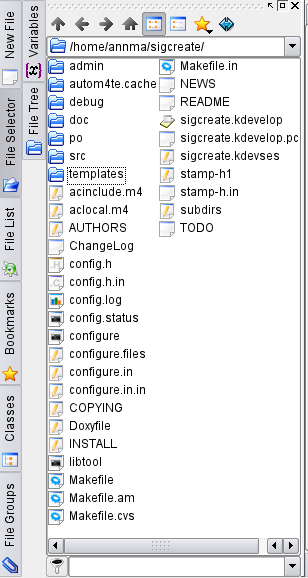 New File
File Selector
File List
Bookmarks
Classes
File Groups
Variables
File Tree
/home/annma/sigcreate/
admin
autom4te.cache
debug
doc
po
src
templates
acinclude.m4
aclocal.m4
AUTHORS
ChangeLog
config.h
config.h.in
config.log
config.status
configure
configure.files
configure.in
configure.in.in
COPYING
Doxyfile
INSTALL
libtool
Makefile
Makefile.am
Makefile.cvs
Makefile.in
NEWS
README
sigcreate.kdevelop
sigcreate.kdevelop.pc
sigcreate.kdevses
stamp-h1
stamp-h.in
subdirs
TODO